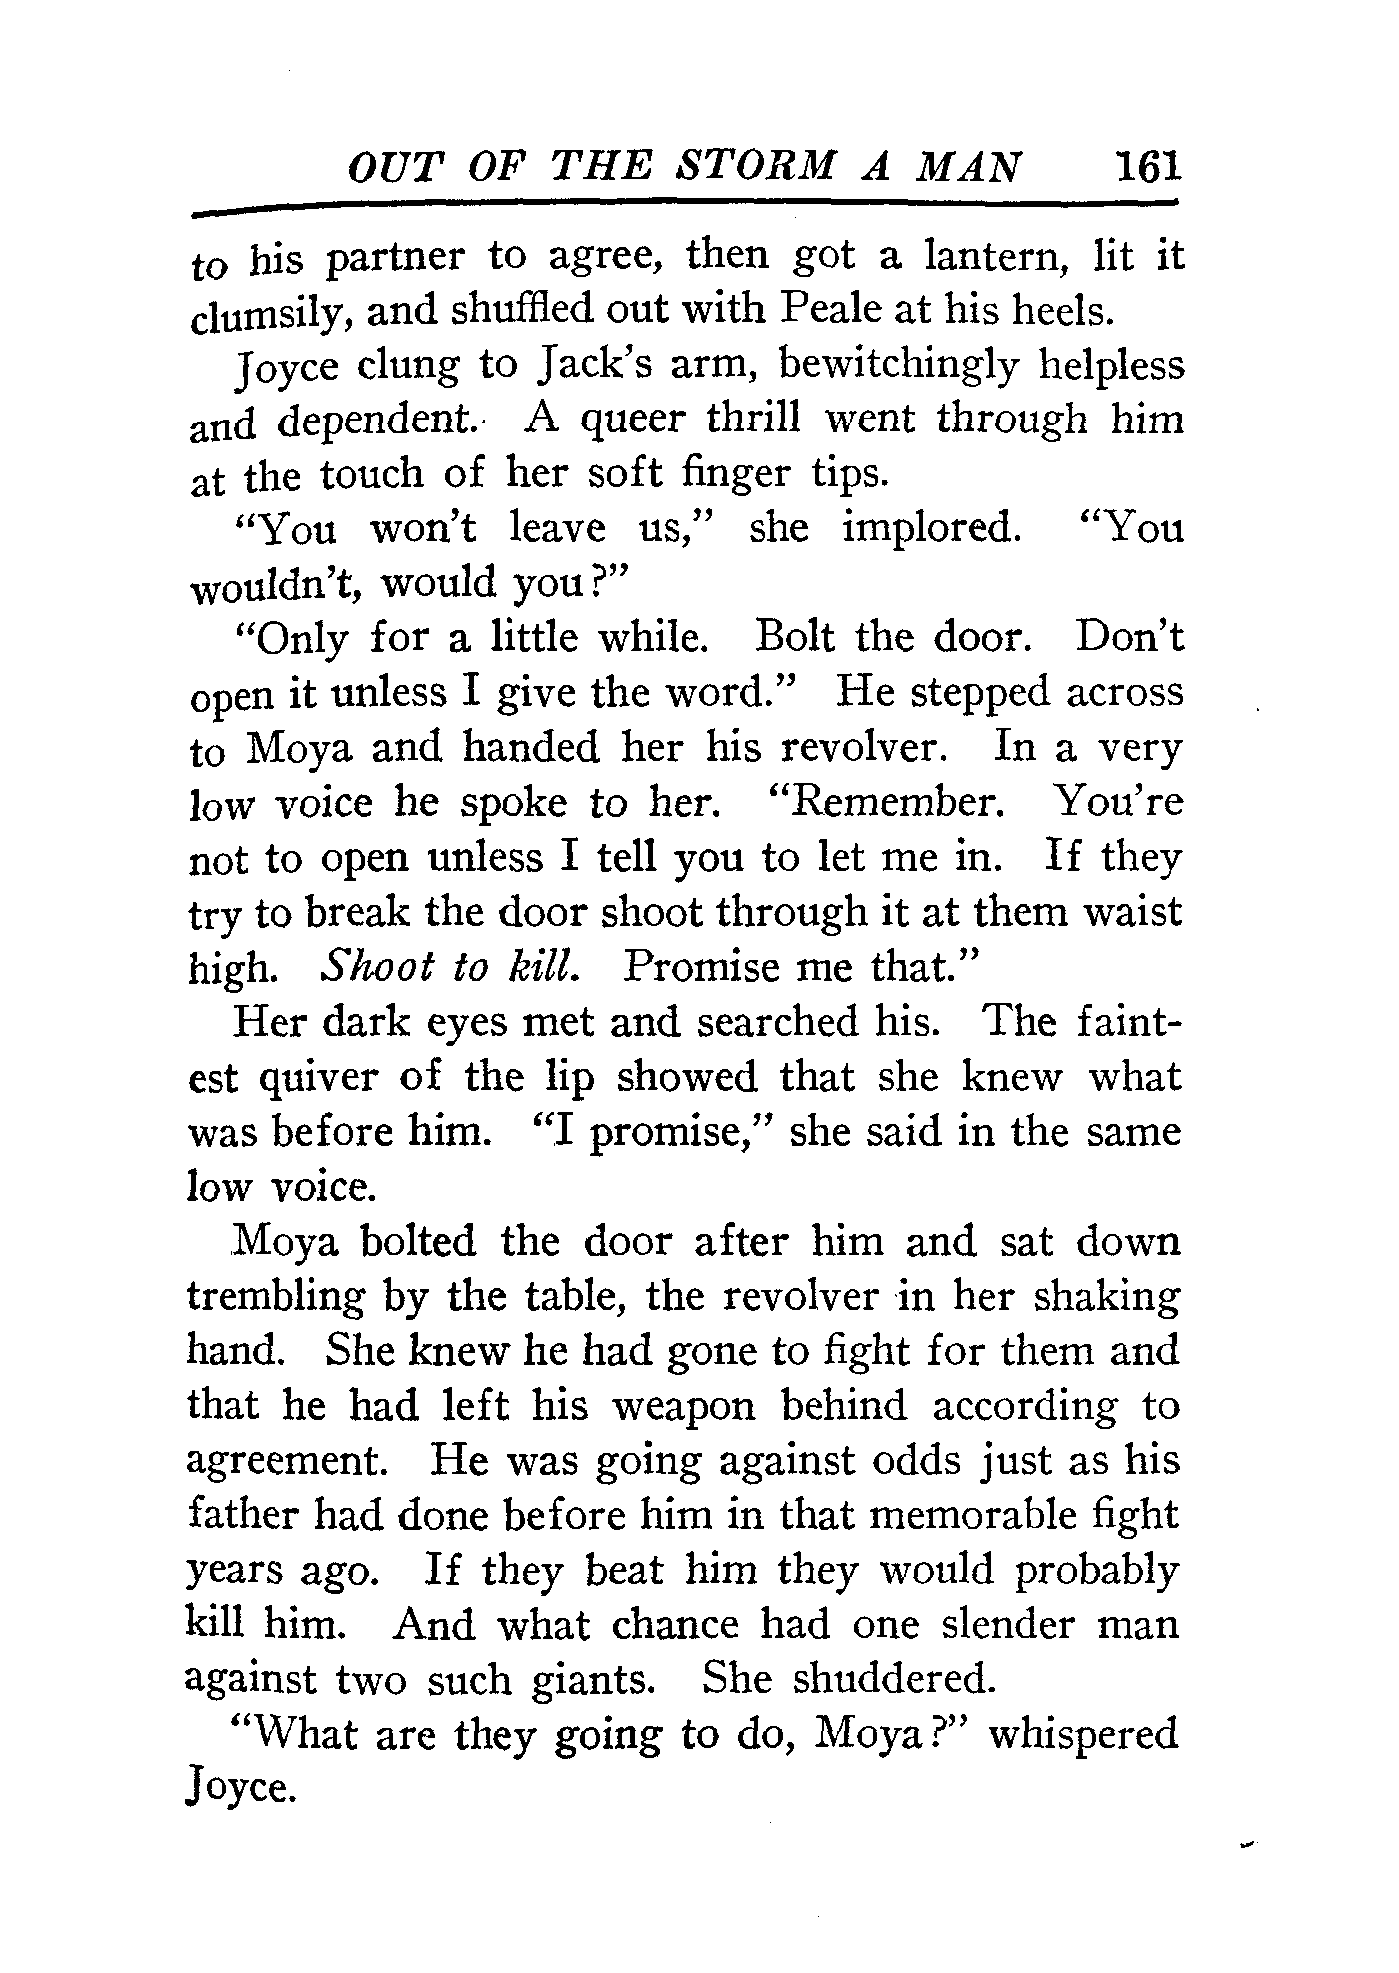 OUT OF THE STORM A MAN 161
to his partner to agree, then got a lantern, lit it
clumsily, and shuffled out with Peale at his heels.
Joyce clung to Jack's arm, bewitchingly helpless
and dependent. A queer thrill went through him
at the touch of her soft finger tips.
"You won't leave us," she implored. "You
wouldn't, would you?"
"Only for a little while. Bolt the door. Don't
open it unless I give the word." He stepped across
to Moya and handed her his revolver. In a very
low voice he spoke to her. "Remember. You're
not to open unless I tell you to let me in. If they
try to break the door shoot through it at them waist
high. Shoot to kill. Promise me that."
Her dark eyes met and searched his. The faint-
est quiver of the lip showed that she knew what
was before him. "I promise," she said in the same
low voice.
Moya bolted the door after him and sat down
trembling by the table, the revolver in her shaking
hand. She knew he had gone to fight for them and
that he had left his weapon behind according to
agreement. He was going against odds just as his
father had done before him in that memorable fight
years ago. If they beat him they would probably
kill him. And what chance had one slender man
against two such giants. She shuddered.
"What are they going to do, Moya?" whispered
Joyce.